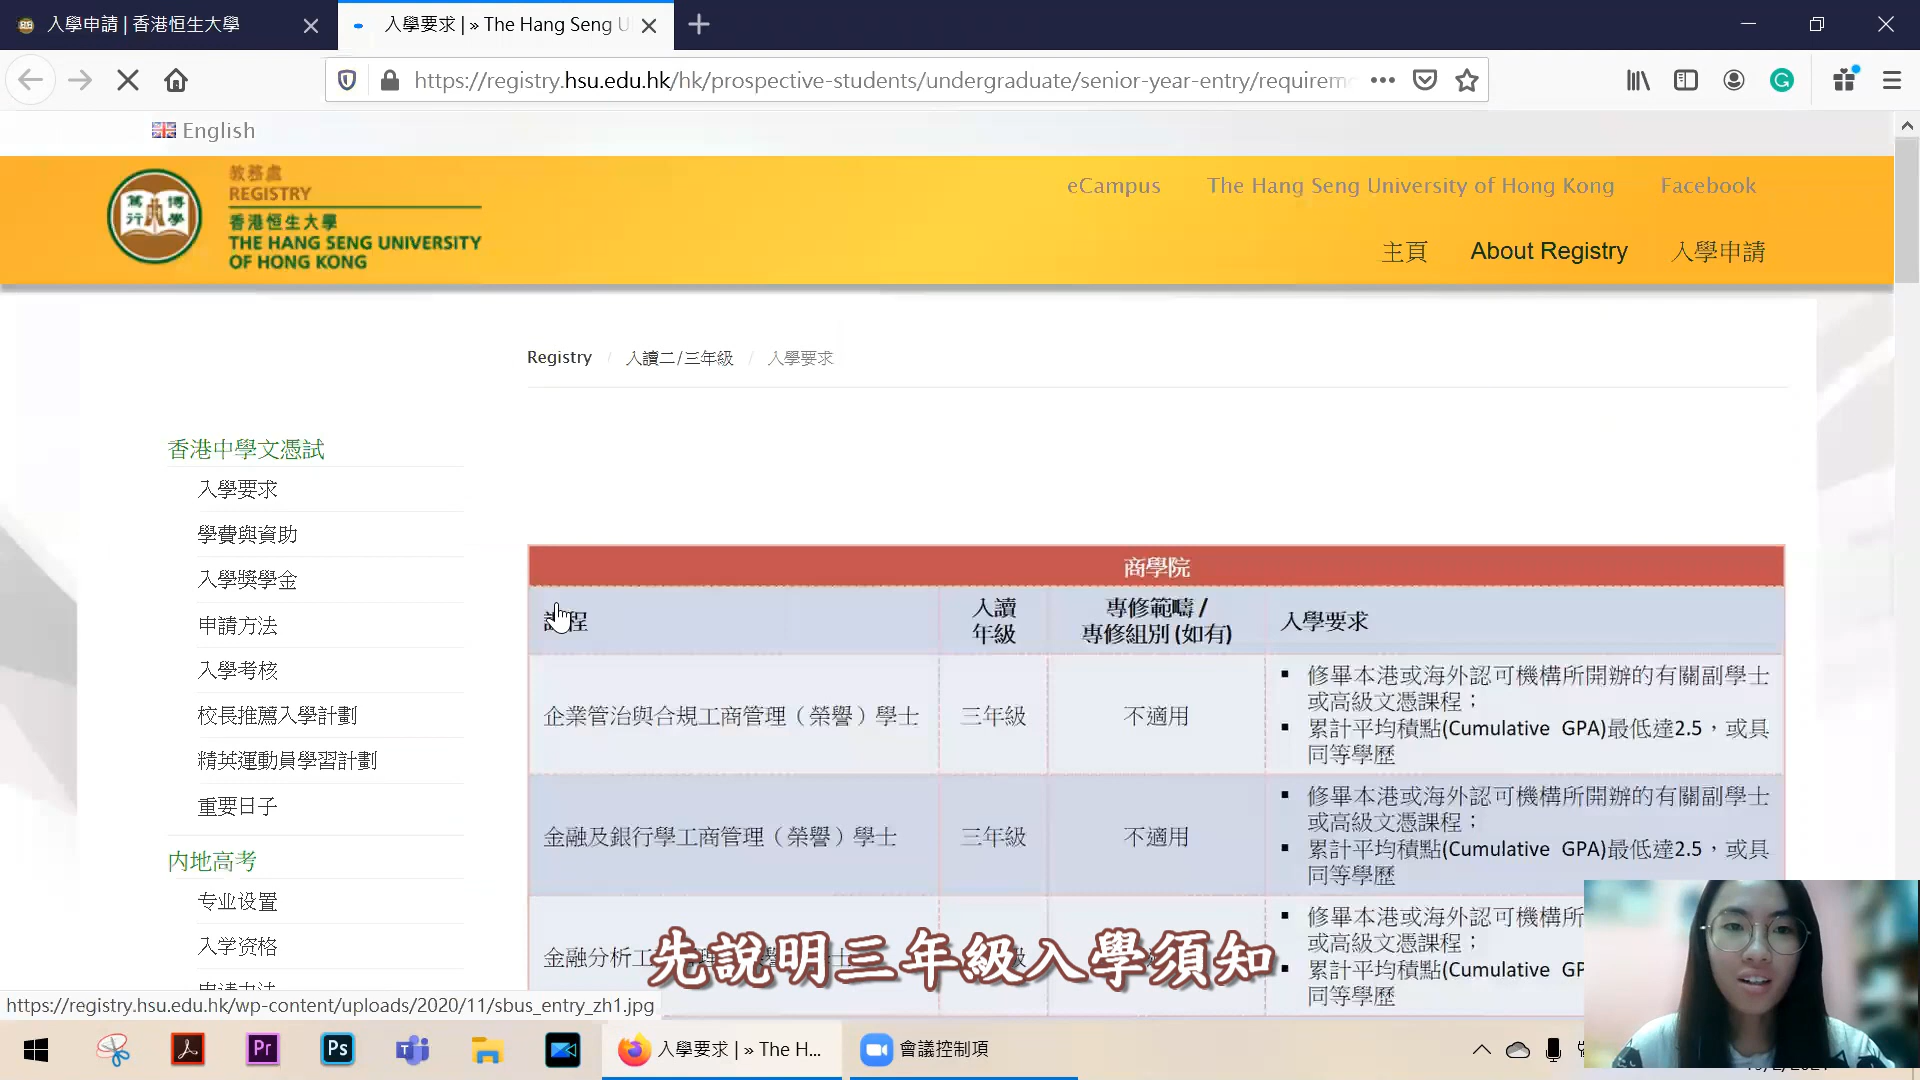 入學申請 | 香港恒生大學
入學要求 | » The Hang Seng U
https://registry.hsu.edu.hk/hk/prospective-students/undergraduate/senior-year-entry/requirem
English
教務處
REGISTRY
香港恒生大學
THE HANG SENG UNIVERSITY
OF HONG KONG
博學
篤行
eCampus
The Hang Seng University of Hong Kong
Facebook
主頁
About Registry
入學申請
Registry / 入讀二/三年級 / 入學要求
香港中學文憑試
入學要求
學費與資助
入學獎學金
申請方法
入學考核
校長推薦入學計劃
精英運動員學習計劃
重要日子
内地高考
专业设置
入学资格
商學院
課程
入讀
年級
專修範疇 /
專修組別 (如有)
入學要求
企業管治與合規工商管理（榮譽）學士
三年級
不適用
▪ 修畢本港或海外認可機構所開辦的有關副學士
或高級文憑課程；
▪ 累計平均積點(Cumulative GPA)最低達2.5，或具
同等學歷
金融及銀行學工商管理（榮譽）學士
三年級
不適用
▪ 修畢本港或海外認可機構所開辦的有關副學士
或高級文憑課程；
▪ 累計平均積點(Cumulative GPA)最低達2.5，或具
同等學歷
金融分析工
▪ 修畢本港或海外認可機構所
或高級文憑課程；
▪ 累計平均積點(Cumulative GP
同等學歷
先說明三年級入學須知
https://registry.hsu.edu.hk/wp-content/uploads/2020/11/sbus_entry_zh1.jpg
Pr
Ps
入學要求 | » The H...
會議控制項